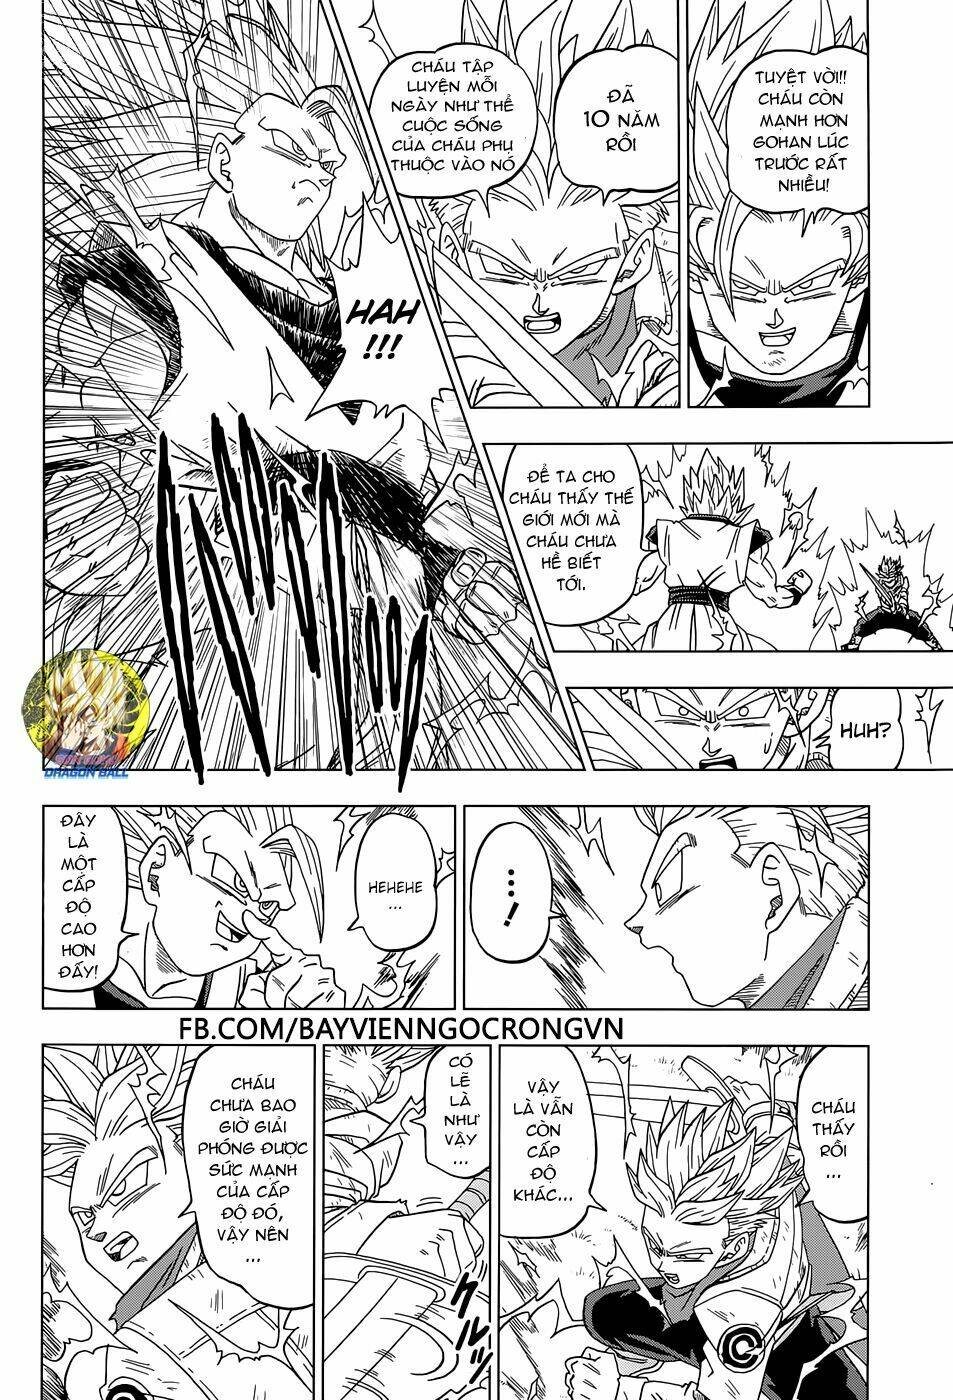 TUYỆT VỜI!!
CHÁU CÒN
MẠNH HƠN
GOHAN LÚC
TRƯỚC RẤT
NHIỀU!
ĐÃ
10 NĂM
RỒI
CHÁU TẬP
LUYỆN MỖI
NGÀY NHƯ THỂ
CUỘC SỐNG
CỦA CHÁU PHỤ
THUỘC VÀO NÓ
HAH
!!!
ĐỂ TA CHO
CHÁU THẤY THẾ
GIỚI MỚI MÀ
CHÁU CHƯA
HỀ BIẾT
TỚI.
HUH?
DRAGON BALL
...!
HEHEHE
...
ĐÂY
LÀ
MỘT
CẤP
ĐỘ
CAO
HƠN
ĐẤY!
FB.COM/BAYVIENNGOCRONGVN
CHÁU
THẤY
RỒI
...
VẬY
LÀ VẪN
CÒN
CẤP
ĐỘ
KHÁC...
CÓ
LẼ
LÀ
NHƯ
VẬY
...
CHÁU
CHƯA BAO
GIỜ GIẢI
PHÓNG ĐƯỢC
SỨC MẠNH
CỦA CẤP
ĐỘ ĐÓ,
VẬY NÊN
...